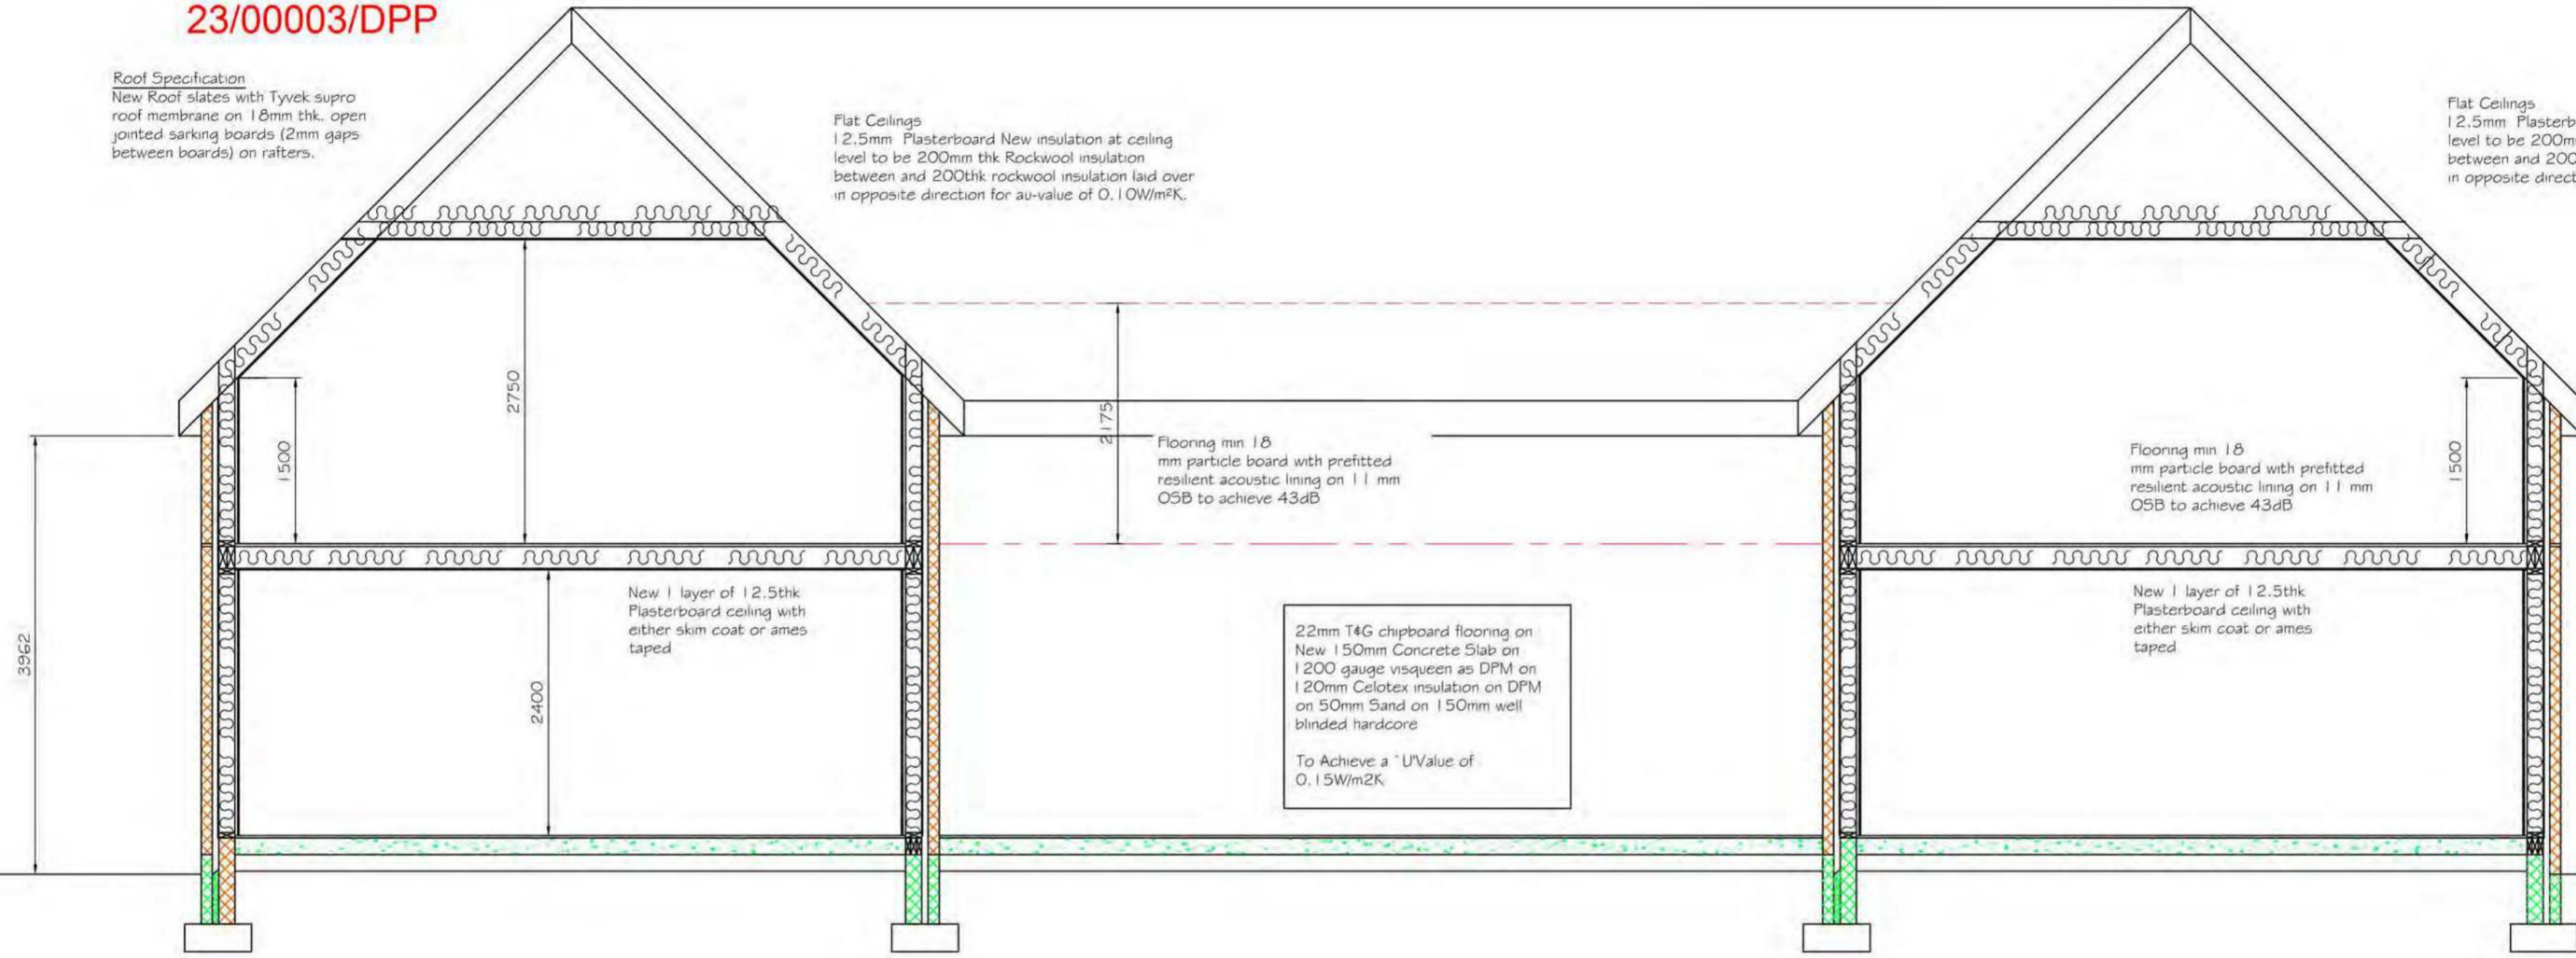 23/00003/DPP
Roof Specification
New Roof slates with Tyvek supro
roof membrane on 18mm thk. open
jointed sarking boards (2mm gaps
between boards) on rafters.
Flat Ceilings
12.5mm Plasterboard New insulation at ceiling
level to be 200mm thk Rockwool insulation
between and 200thk rockwool insulation laid over
in opposite direction for au-value of 0.10W/m²K.
Flat Ceilings
12.5mm Plasterb
level to be 200m
between and 200
in opposite direct
2750
1500
2175
Flooring min 18
mm particle board with prefitted
resilient acoustic lining on 11 mm
OSB to achieve 43dB
Flooring min 18
mm particle board with prefitted
resilient acoustic lining on 11 mm
OSB to achieve 43dB
1500
3962
2400
New 1 layer of 12.5thk
Plasterboard ceiling with
either skim coat or ames
taped
22mm T&G chipboard flooring on
New 150mm Concrete Slab on
1200 gauge visqueen as DPM on
120mm Celotex insulation on DPM
on 50mm Sand on 150mm well
blinded hardcore
To Achieve a "U'Value of
0.15W/m2K
New 1 layer of 12.5thk
Plasterboard ceiling with
either skim coat or ames
taped